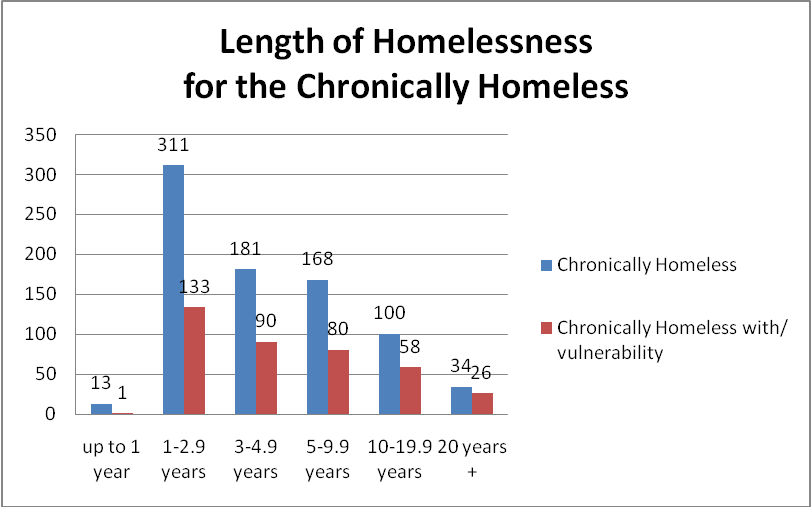 Length of Homelessness
for the Chronically Homeless
350
300
250
200
150
100
50
0
311
181
168
133
100
90
80
58
34
26
13
1
up to 1 year
1-2.9 years
3-4.9 years
5-9.9 years
10-19.9 years
20 years +
Chronically Homeless
Chronically Homeless with/
vulnerability